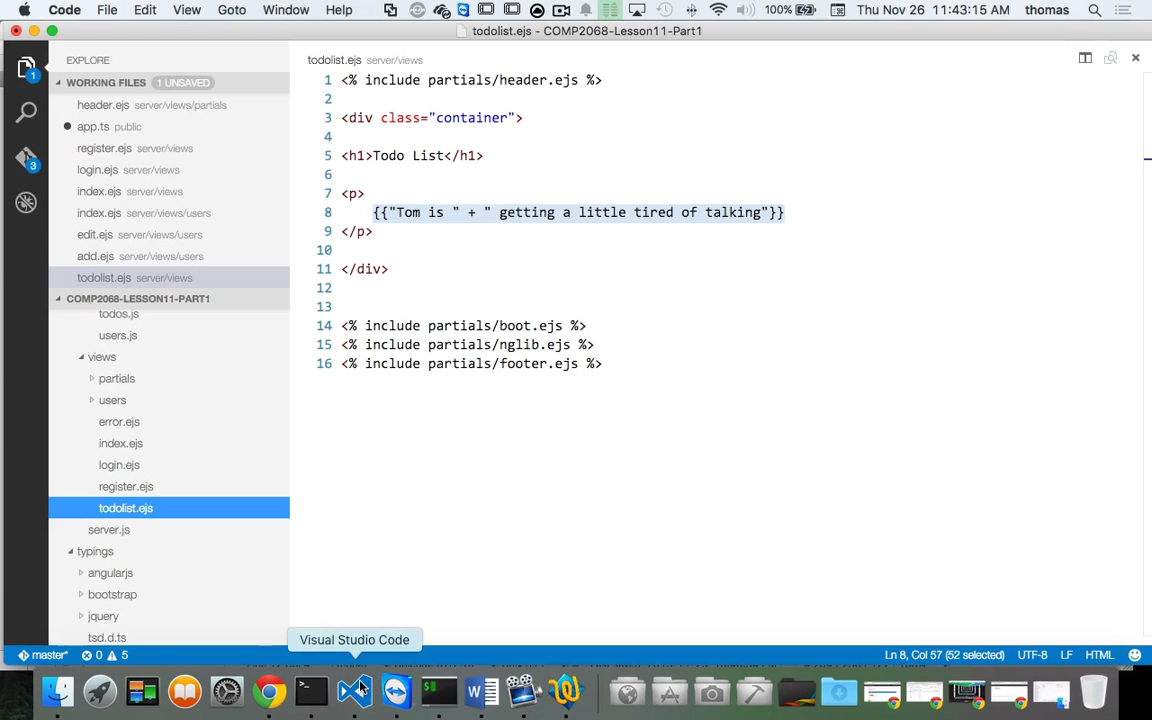 Code File Edit View Goto Window Help 100% Thu Nov 26 11:43:15 AM thomas
todolist.ejs - COMP2068-Lesson11-Part1
EXPLORE
WORKING FILES 1 UNSAVED
header.ejs server/views/partials
app.ts public
register.ejs server/views
login.ejs server/views
index.ejs server/views
index.ejs server/views/users
edit.ejs server/views/users
add.ejs server/views/users
todolist.ejs server/views
COMP2068-LESSON11-PART1
todos.js
users.js
views
partials
users
error.ejs
index.ejs
login.ejs
register.ejs
todolist.ejs
server.js
typings
angularjs
bootstrap
jquery
tsd.d.ts
1
3
todolist.ejs server/views
1 <% include partials/header.ejs %>
2
3 <div class="container">
4
5 <h1>Todo List</h1>
6
7 <p>
8 {{"Tom is " + " getting a little tired of talking"}}
9 </p>
10
11 </div>
12
13
14 <% include partials/boot.ejs %>
15 <% include partials/nglib.ejs %>
16 <% include partials/footer.ejs %>
Visual Studio Code
master* 0 5 Ln 8, Col 57 (52 selected) UTF-8 LF HTML